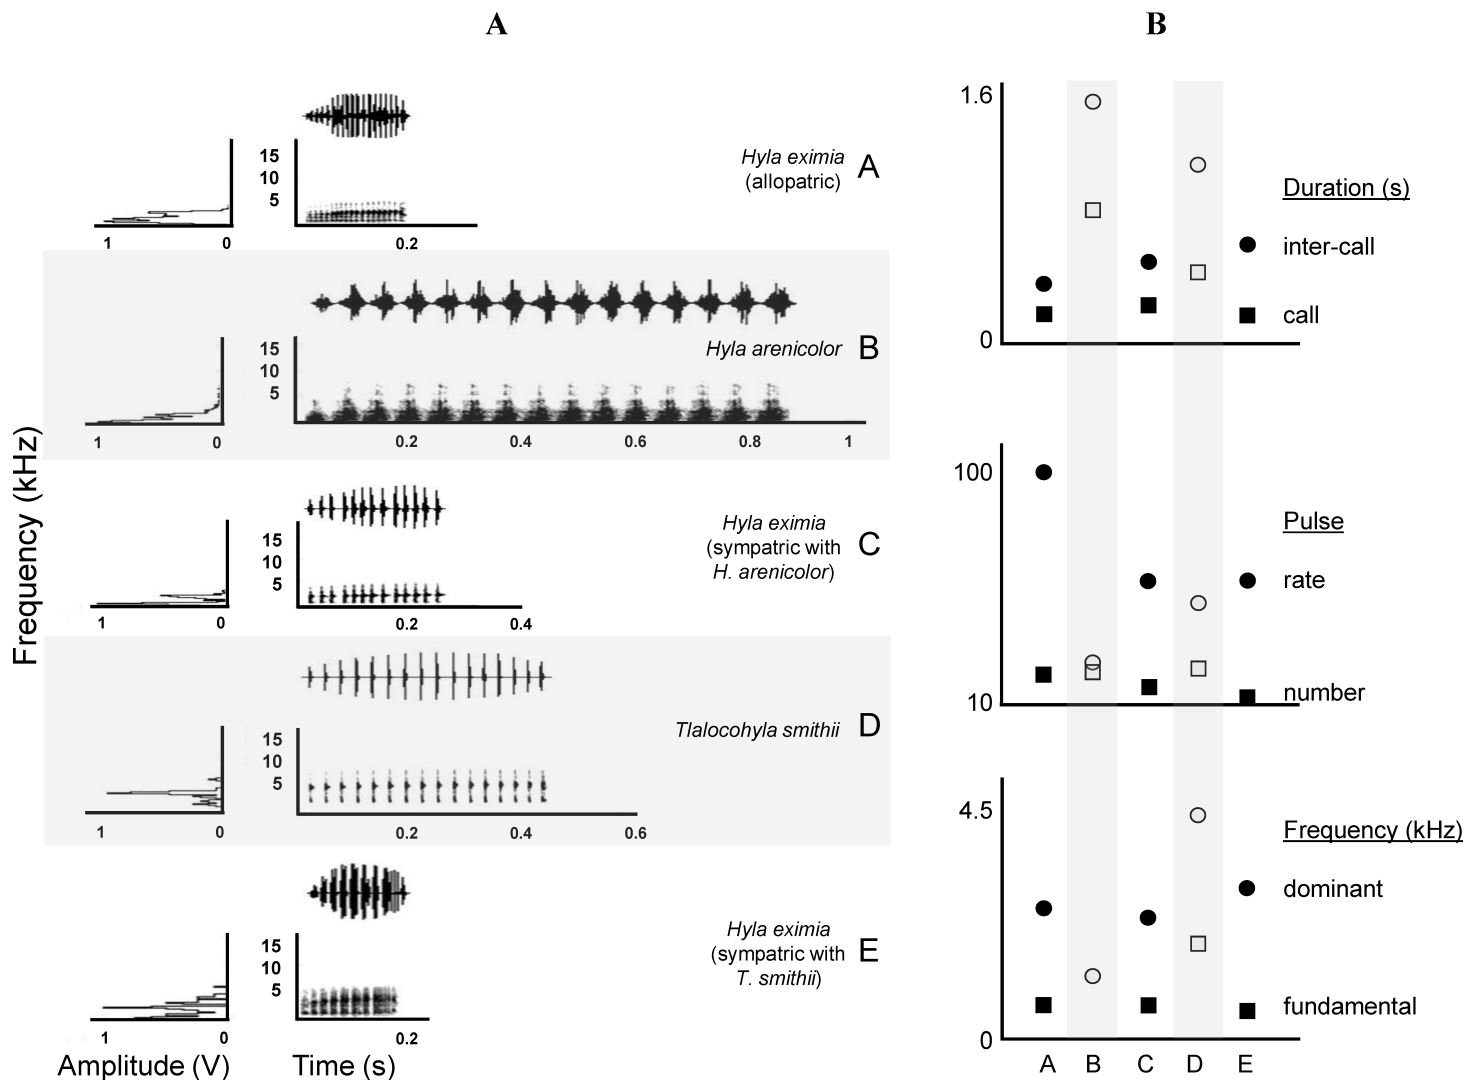 A
15
10
5
1
0
0.2
Hyla eximia
(allopatric)
A
15
10
5
1
0
0.2
0.4
0.6
0.8
1
Hyla arenicolor
B
Frequency (kHz)
15
10
5
1
0
0.2
0.4
Hyla eximia
(sympatric with
H. arenicolor)
C
15
10
5
1
0
0.2
0.4
0.6
Tlalocohyla smithii
D
15
10
5
1
0
0.2
Hyla eximia
(sympatric with
T. smithii)
E
Amplitude (V)
Time (s)
B
1.6
0
Duration (s)
inter-call
call
100
10
Pulse
rate
number
4.5
0
Frequency (kHz)
dominant
fundamental
A B C D E